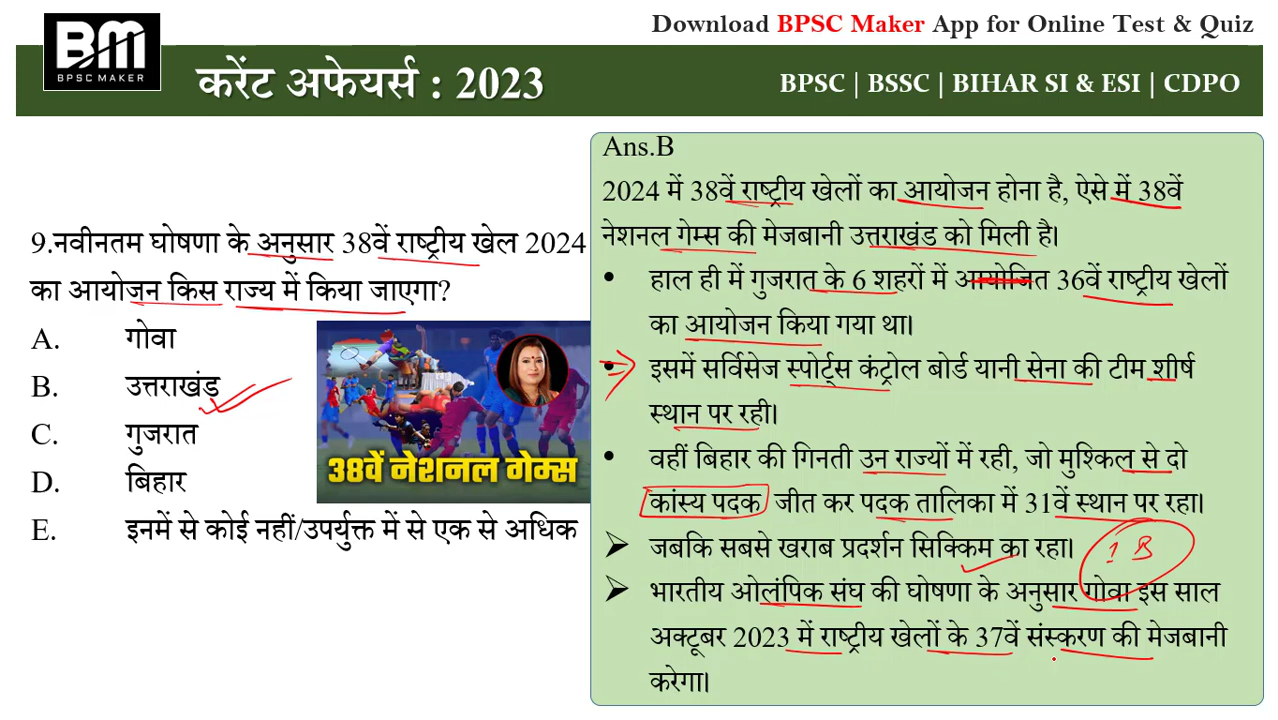 Download BPSC Maker App for Online Test & Quiz
BM
BPSC MAKER
करेंट अफेयर्स : 2023
BPSC | BSSC | BIHAR SI & ESI | CDPO
9.नवीनतम घोषणा के अनुसार 38वें राष्ट्रीय खेल 2024
का आयोजन किस राज्य में किया जाएगा?
A. गोवा
B. उत्तराखंड
C. गुजरात
D. बिहार
E. इनमें से कोई नहीं/उपर्युक्त में से एक से अधिक
38वें नेशनल गेम्स
Ans.B
2024 में 38वें राष्ट्रीय खेलों का आयोजन होना है, ऐसे में 38वें
नेशनल गेम्स की मेजबानी उत्तराखंड को मिली है।
• हाल ही में गुजरात के 6 शहरों में आयोजित 36वें राष्ट्रीय खेलों
का आयोजन किया गया था।
• इसमें सर्विसेज स्पोर्ट्स कंट्रोल बोर्ड यानी सेना की टीम शीर्ष
स्थान पर रही।
• वहीं बिहार की गिनती उन राज्यों में रही, जो मुश्किल से दो
कांस्य पदक जीत कर पदक तालिका में 31वें स्थान पर रहा।
➢ जबकि सबसे खराब प्रदर्शन सिक्किम का रहा।
1 B
➢ भारतीय ओलंपिक संघ की घोषणा के अनुसार गोवा इस साल
अक्टूबर 2023 में राष्ट्रीय खेलों के 37वें संस्करण की मेजबानी
करेगा।